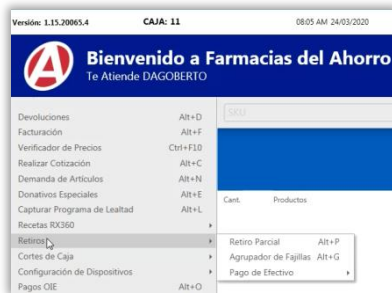 Versión: 1.15.20065.4 CAJA: 11 08:05 AM 24/03/2020
Bienvenido a Farmacias del Ahorro
Te Atiende DAGOBERTO
SKU
Devoluciones Alt+D
Facturación Alt+F
Verificador de Precios Ctrl+F10
Realizar Cotización Alt+C
Demanda de Artículos Alt+N
Donativos Especiales Alt+E
Capturar Programa de Lealtad Alt+L
Recetas RX360
Retiros
Cortes de Caja
Configuración de Dispositivos
Pagos OIE Alt+O
Cant. Productos
Retiro Parcial Alt+P
Agrupador de Fajillas Alt+G
Pago de Efectivo